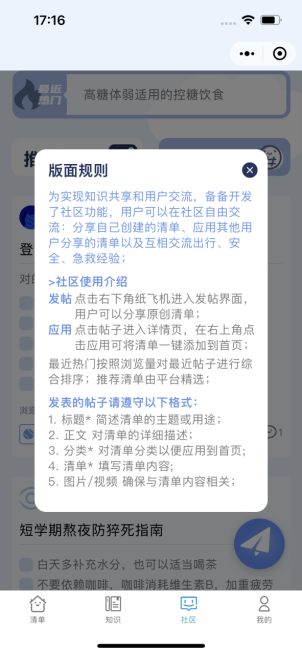 17:16
最近
热门
高糖体弱适用的控糖饮食
推
版面规则
为实现知识共享和用户交流，备备开发
了社区功能，用户可以在社区自由交
流：分享自己创建的清单、应用其他用
户分享的清单以及互相交流出行、安
全、急救经验；
>社区使用介绍
发帖 点击右下角纸飞机进入发帖界面，
用户可以分享原创清单；
应用 点击帖子进入详情页，在右上角点
击应用可将清单一键添加到首页；
最近热门按照浏览量对最近帖子进行综
合排序；推荐清单由平台精选；
发表的帖子请遵守以下格式：
1. 标题* 简述清单的主题或用途；
2. 正文 对清单的详细描述；
3. 分类* 对清单分类以便应用到首页;
4. 清单* 填写清单内容;
5. 图片/视频 确保与清单内容相关；
登
对的
浏览
1
短学期熬夜防猝死指南
白天多补充水分，也可以适当喝茶
不要依赖咖啡，咖啡消耗维生素B，加重疲劳
清单
知识
社区
我的